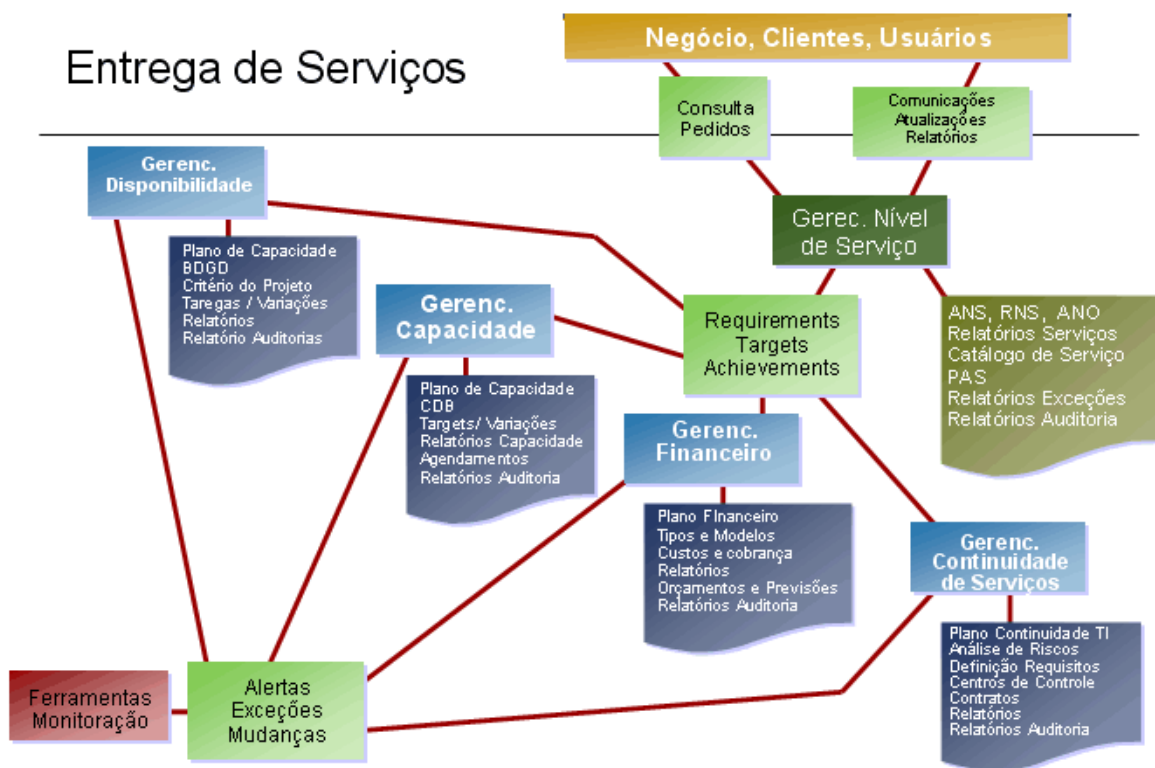 Entrega de Serviços
Negócio, Clientes, Usuários
Consulta
Pedidos
Comunicações
Atualizações
Relatórios
Gerenc.
Disponibilidade
Plano de Capacidade
BDGD
Critério do Projeto
Taregas / Variações
Relatórios
Relatório Auditorias
Gerec. Nível
de Serviço
Gerenc.
Capacidade
Plano de Capacidade
CDB
Targets/ Variações
Relatórios Capacidade
Agendamentos
Relatórios Auditoria
Requirements
Targets
Achievements
ANS, RNS, ANO
Relatórios Serviços
Catálogo de Serviço
PAS
Relatórios Exceções
Relatórios Auditoria
Gerenc.
Financeiro
Plano FInanceiro
Tipos e Modelos
Custos e cobrança
Relatórios
Orçamentos e Previsões
Relatórios Auditoria
Gerenc.
Continuidade
de Serviços
Plano Continuidade TI
Análise de Riscos
Definição Requisitos
Centros de Controle
Contratos
Relatórios
Relatórios Auditoria
Ferramentas
Monitoração
Alertas
Exceções
Mudanças